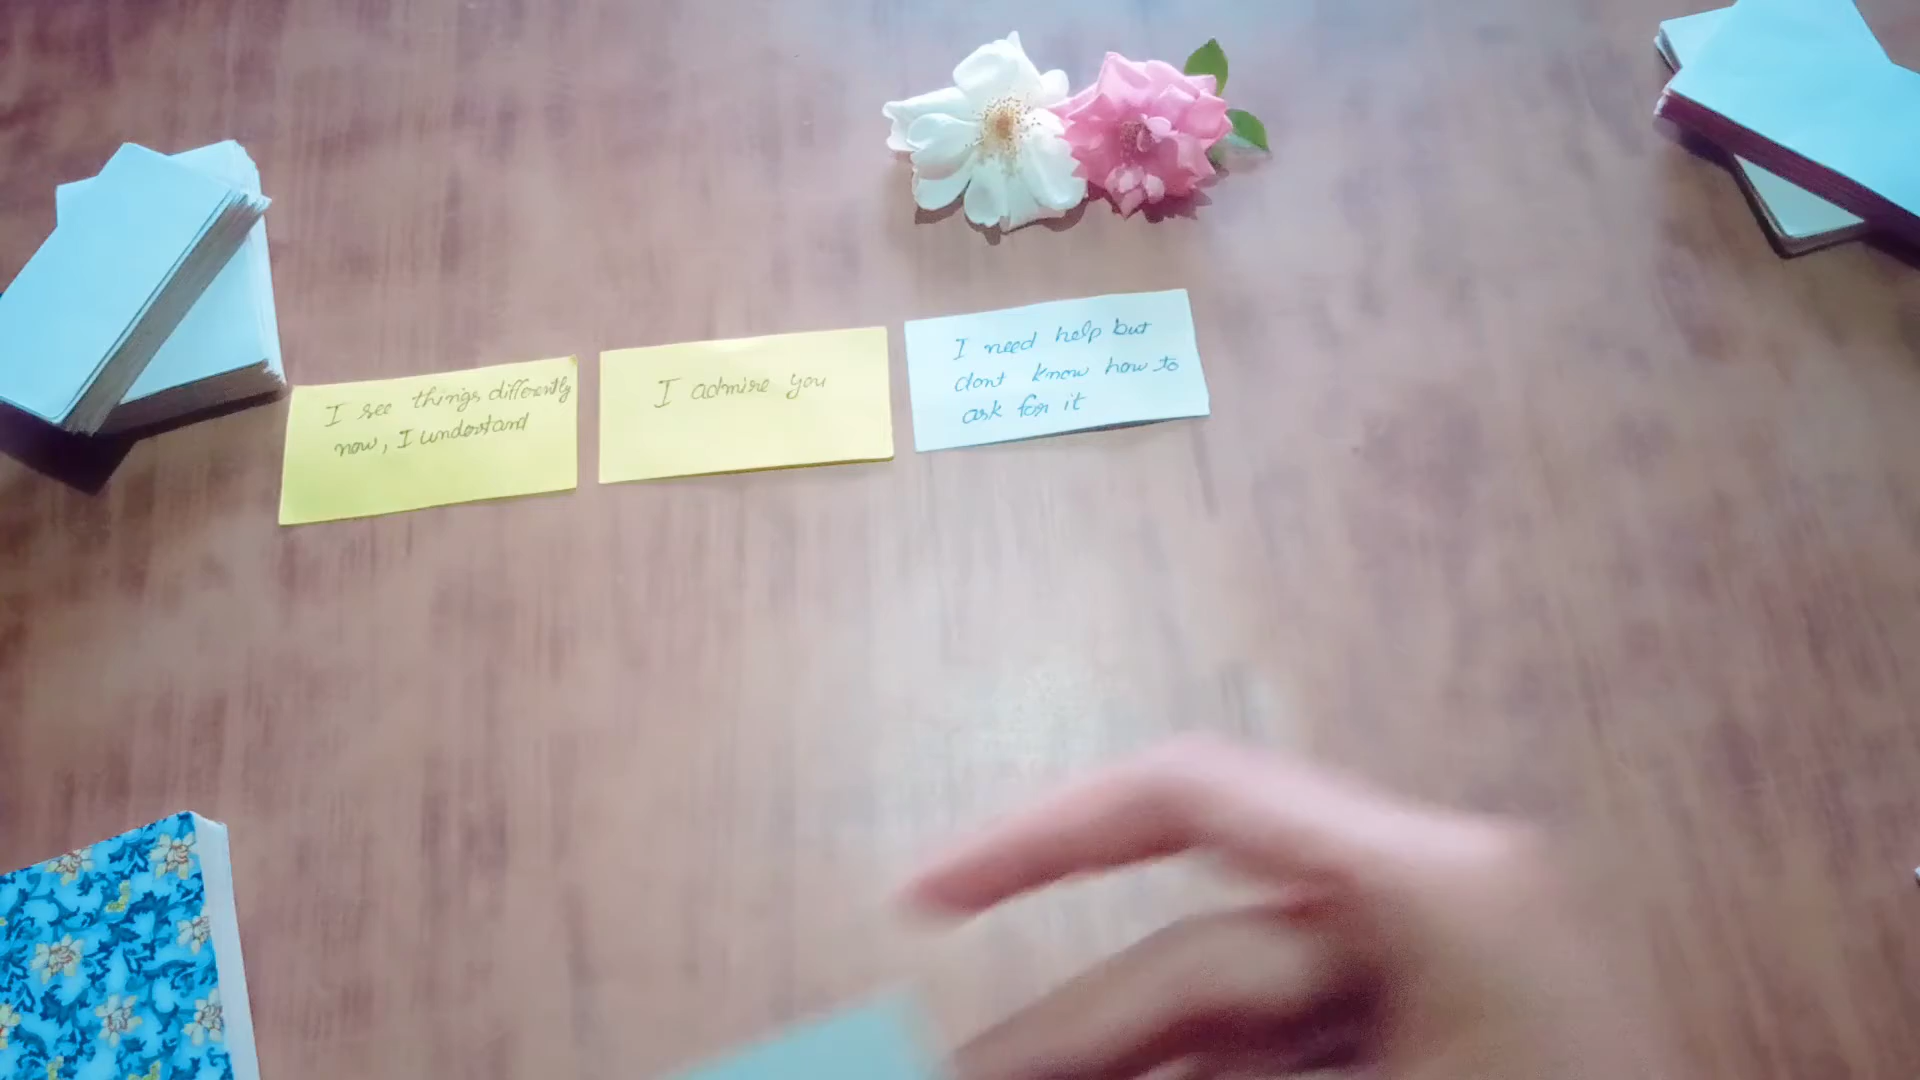 I see things differently
now, I understand
I admire you
I need help but
dont know how to
ask for it